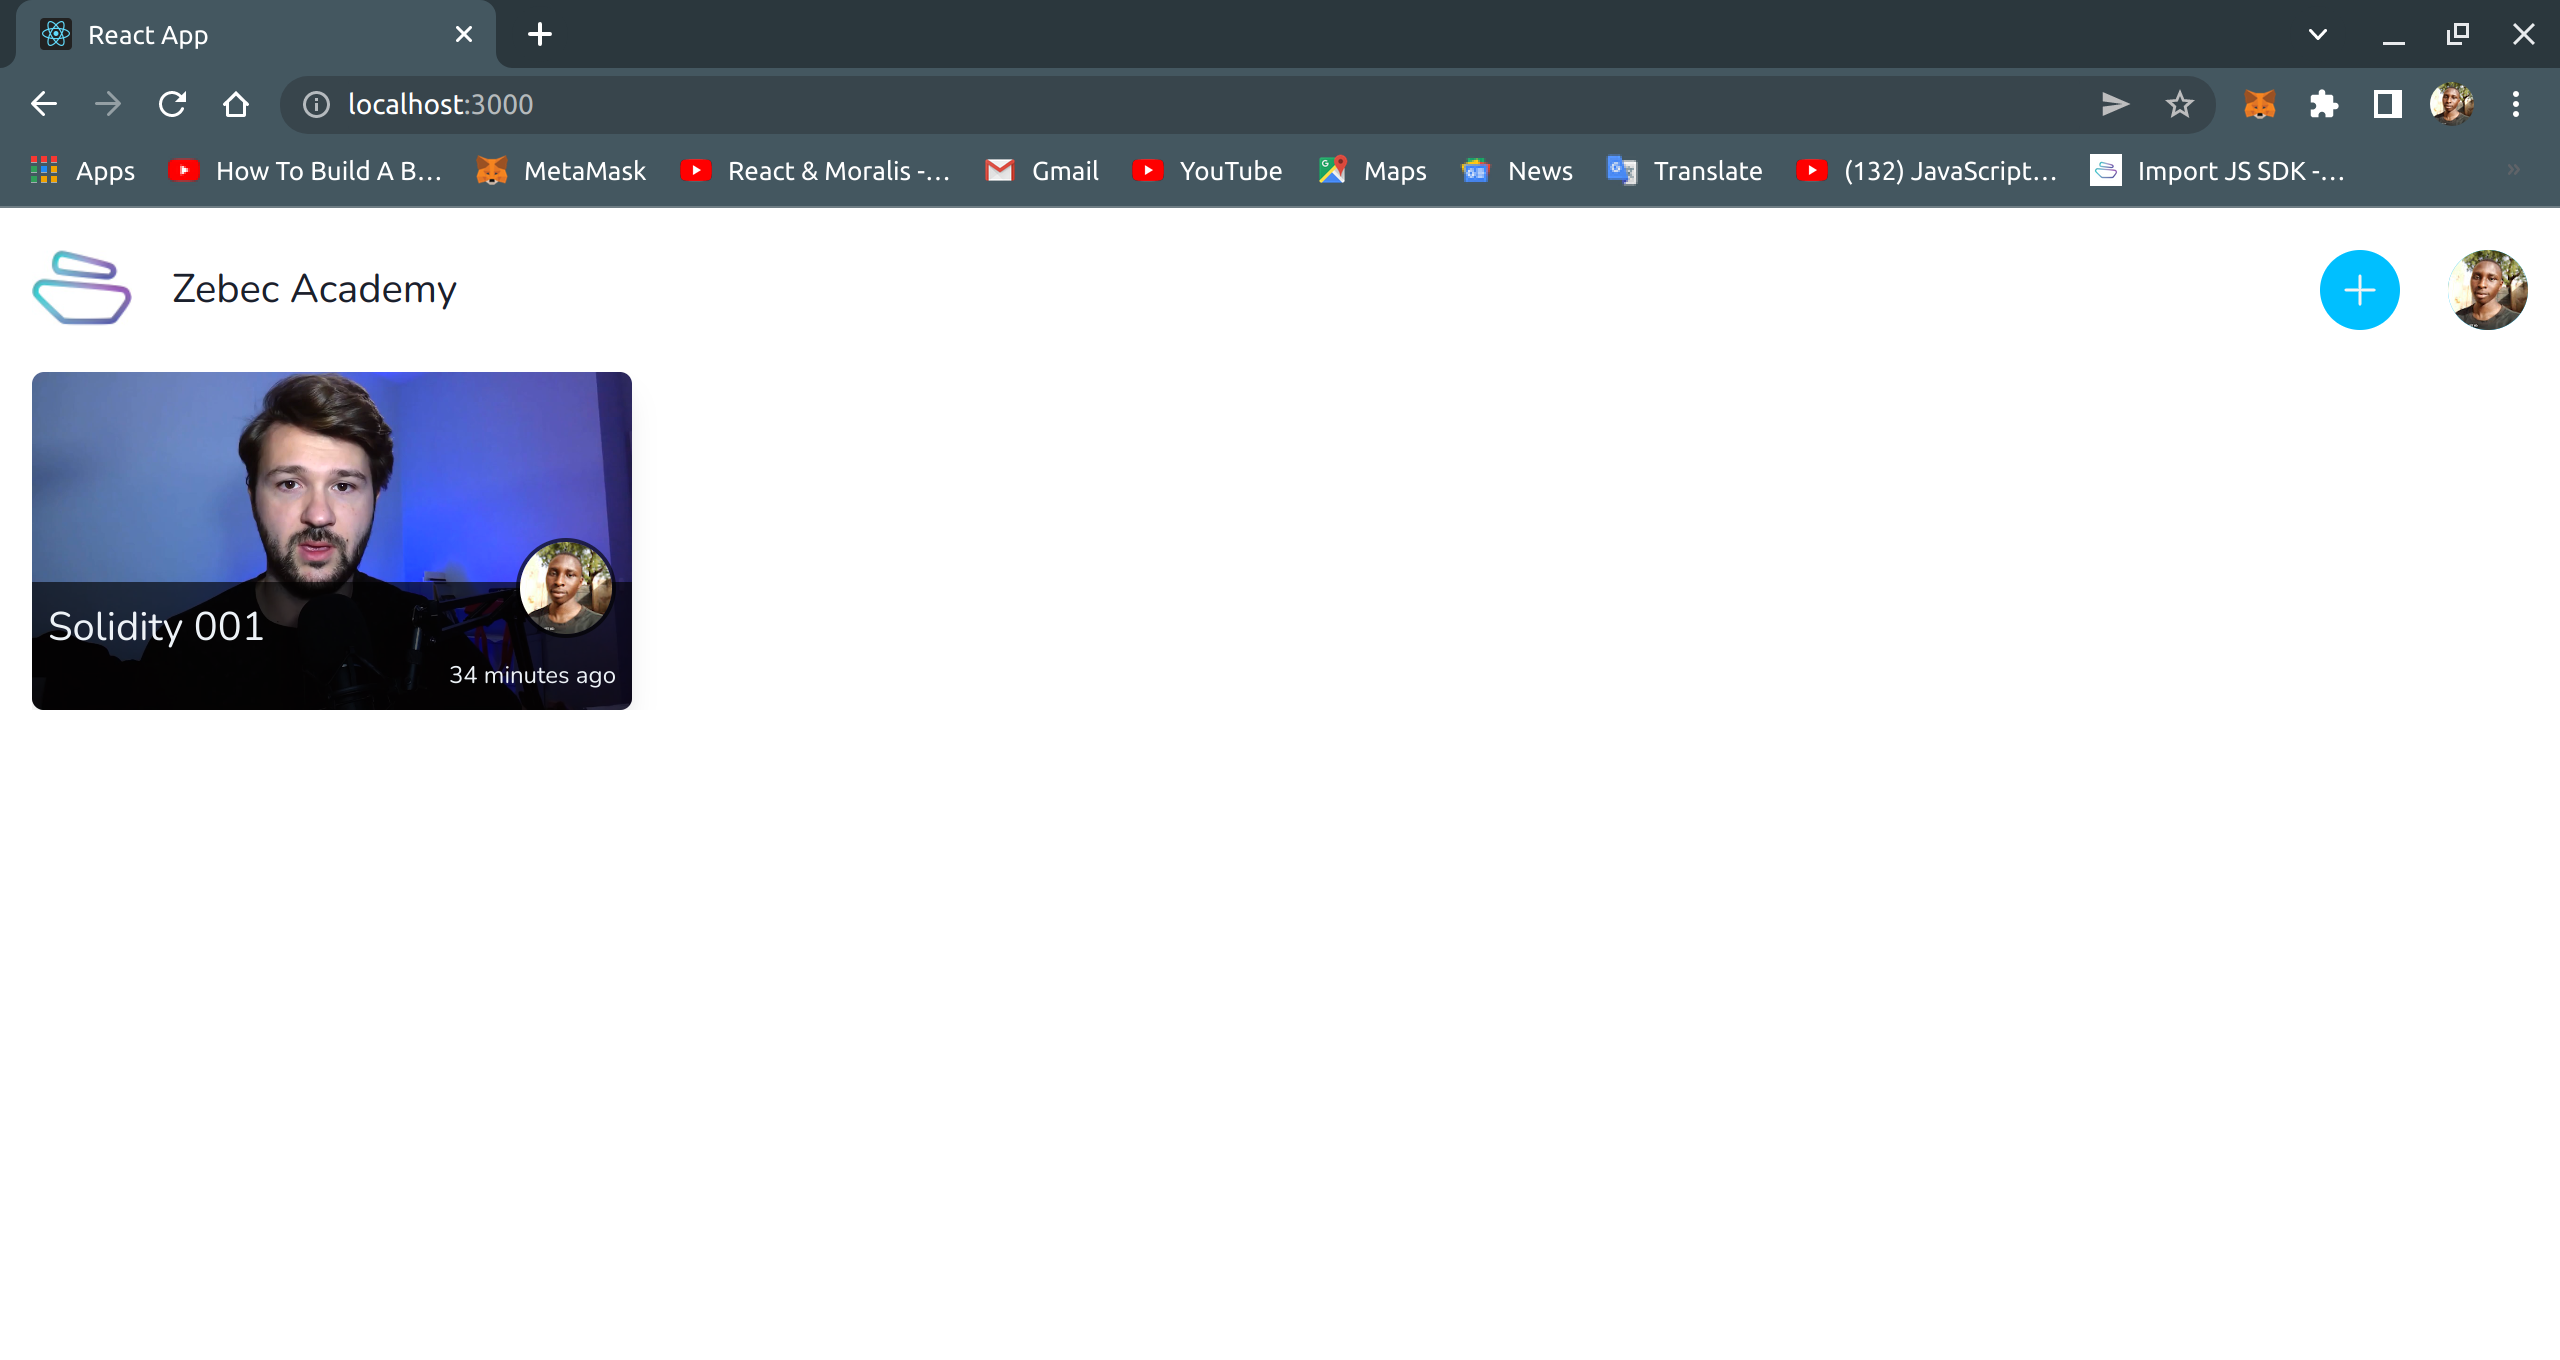 React App
localhost:3000
Apps How To Build A B... MetaMask React & Moralis -... Gmail YouTube Maps News Translate (132) JavaScript... Import JS SDK -... »
Zebec Academy
Solidity 001
34 minutes ago